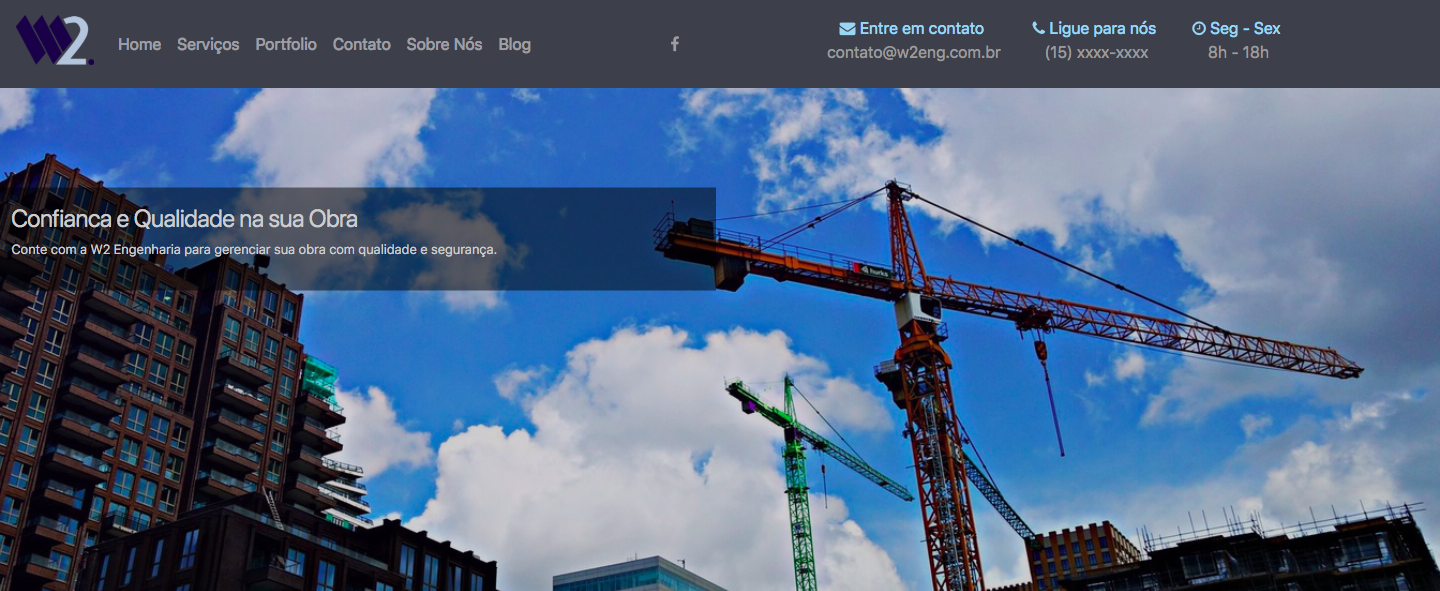 W2.
Home Serviços Portfolio Contato Sobre Nós Blog
Entre em contato
contato@w2eng.com.br
Ligue para nós
(15) xxxx-xxxx
Seg - Sex
8h - 18h
Confianca e Qualidade na sua Obra
Conte com a W2 Engenharia para gerenciar sua obra com qualidade e segurança.
huris